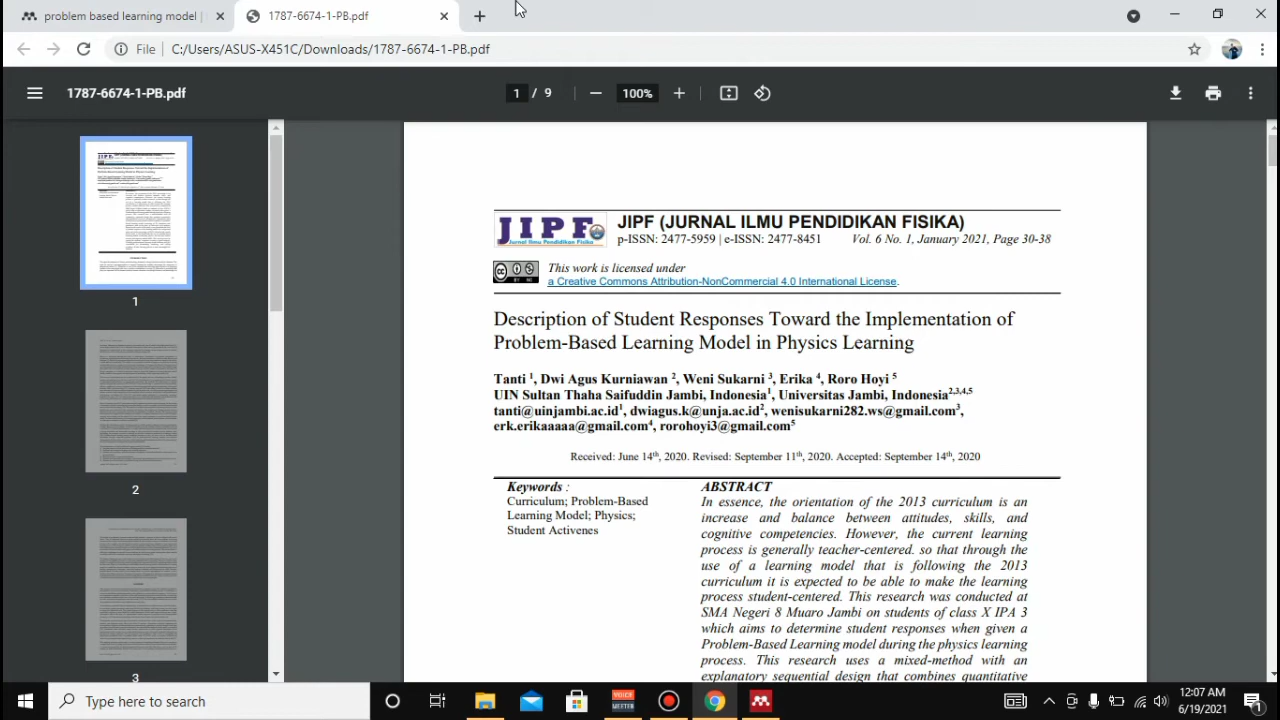 problem based learning model |
1787-6674-1-PB.pdf
File
C:/Users/ASUS-X451C/Downloads/1787-6674-1-PB.pdf
1787-6674-1-PB.pdf
1 / 9
100%
1
2
3
JIPF
Jurnal Ilmu Pendidikan Fisika
JIPF (JURNAL ILMU PENDIDIKAN FISIKA)
p-ISSN: 2477-5959 | e-ISSN: 2477-8451 Vol. 6 No. 1, January 2021, Page 30-38
This work is licensed under
a Creative Commons Attribution-NonCommercial 4.0 International License.
Description of Student Responses Toward the Implementation of
Problem-Based Learning Model in Physics Learning
Tanti ¹, Dwi Agus Kurniawan ², Weni Sukarni ³, Erika ⁴, Roro Hoyi ⁵
UIN Sultan Thaha Saifuddin Jambi, Indonesia¹, Universitas Jambi, Indonesia²,³,⁴,⁵
tanti@uinjambi.ac.id¹, dwiagus.k@unja.ac.id², wenisukarni282.ws@gmail.com³,
erk.erikaaaaa@gmail.com⁴, rorohoyi3@gmail.com⁵
Received: June 14th, 2020. Revised: September 11th, 2020. Accepted: September 14th, 2020
Keywords :
Curriculum; Problem-Based
Learning Model; Physics;
Student Activenes
ABSTRACT
In essence, the orientation of the 2013 curriculum is an
increase and balance between attitudes, skills, and
cognitive competencies. However, the current learning
process is generally teacher-centered. so that through the
use of a learning model that is following the 2013
curriculum it is expected to be able to make the learning
process student-centered. This research was conducted at
SMA Negeri 8 Muaro Jambi on students of class X IPA 3
which aims to determine student responses when given a
Problem-Based Learning model during the physics learning
process. This research uses a mixed-method with an
explanatory sequential design that combines quantitative
Type here to search
VOICE
MEETER
12:07 AM
6/19/2021
1